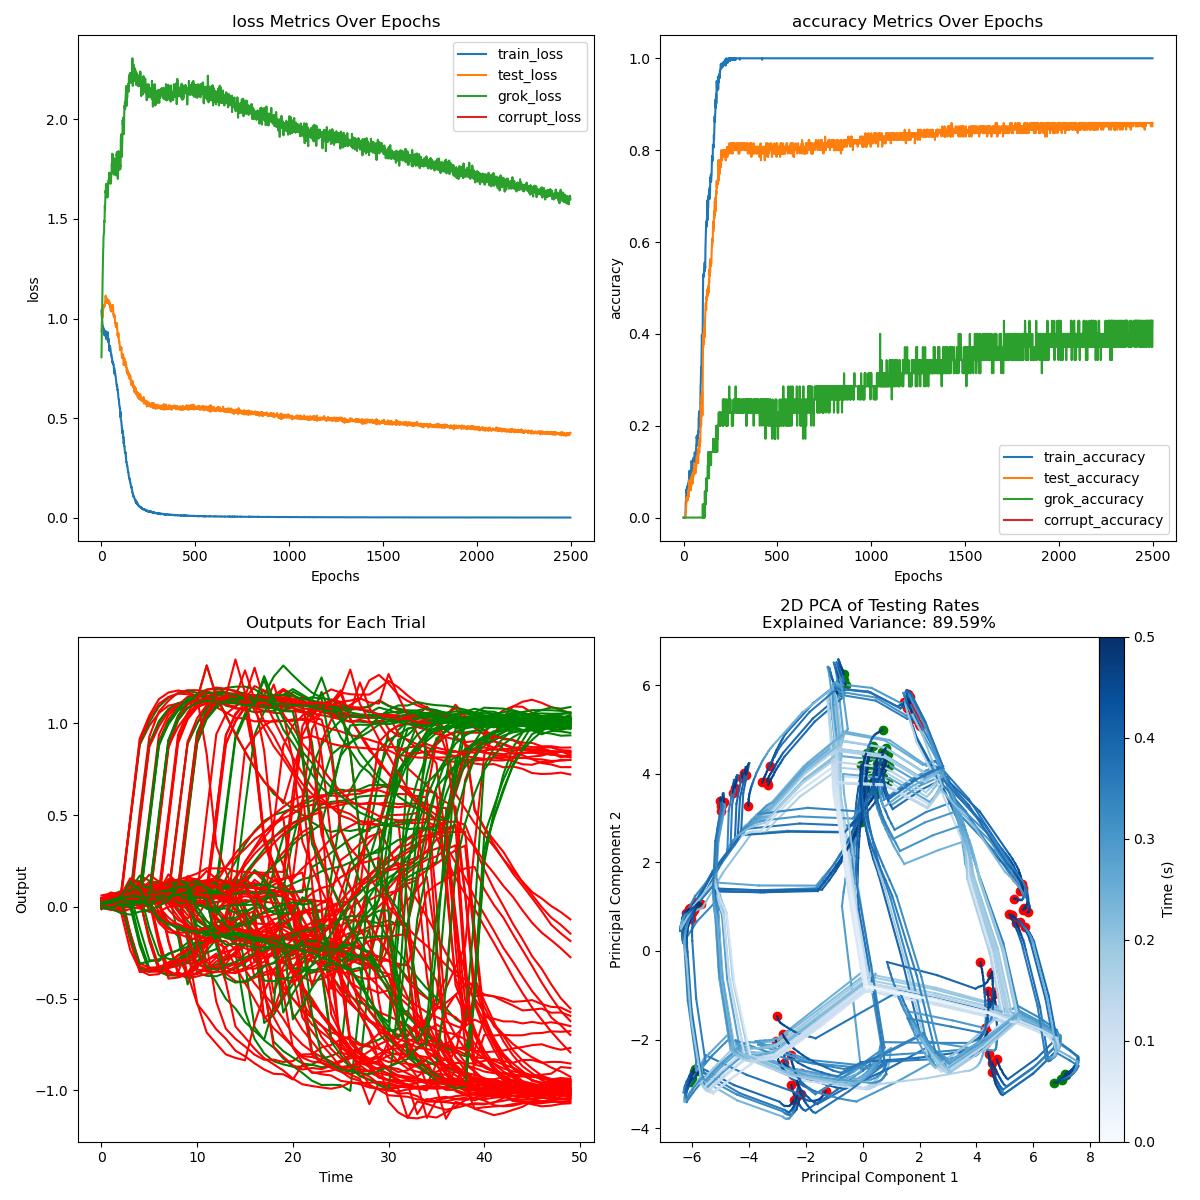 loss Metrics Over Epochs
loss
2.0
1.5
1.0
0.5
0.0
train_loss
test_loss
grok_loss
corrupt_loss
0 500 1000 1500 2000 2500
Epochs
accuracy Metrics Over Epochs
accuracy
1.0
0.8
0.6
0.4
0.2
0.0
train_accuracy
test_accuracy
grok_accuracy
corrupt_accuracy
0 500 1000 1500 2000 2500
Epochs
Outputs for Each Trial
Output
1.0
0.5
0.0
−0.5
−1.0
0 10 20 30 40 50
Time
2D PCA of Testing Rates
Explained Variance: 89.59%
Principal Component 2
6
4
2
0
−2
−4
−6 −4 −2 0 2 4 6 8
Principal Component 1
0.5
0.4
0.3
0.2
0.1
0.0
Time (s)